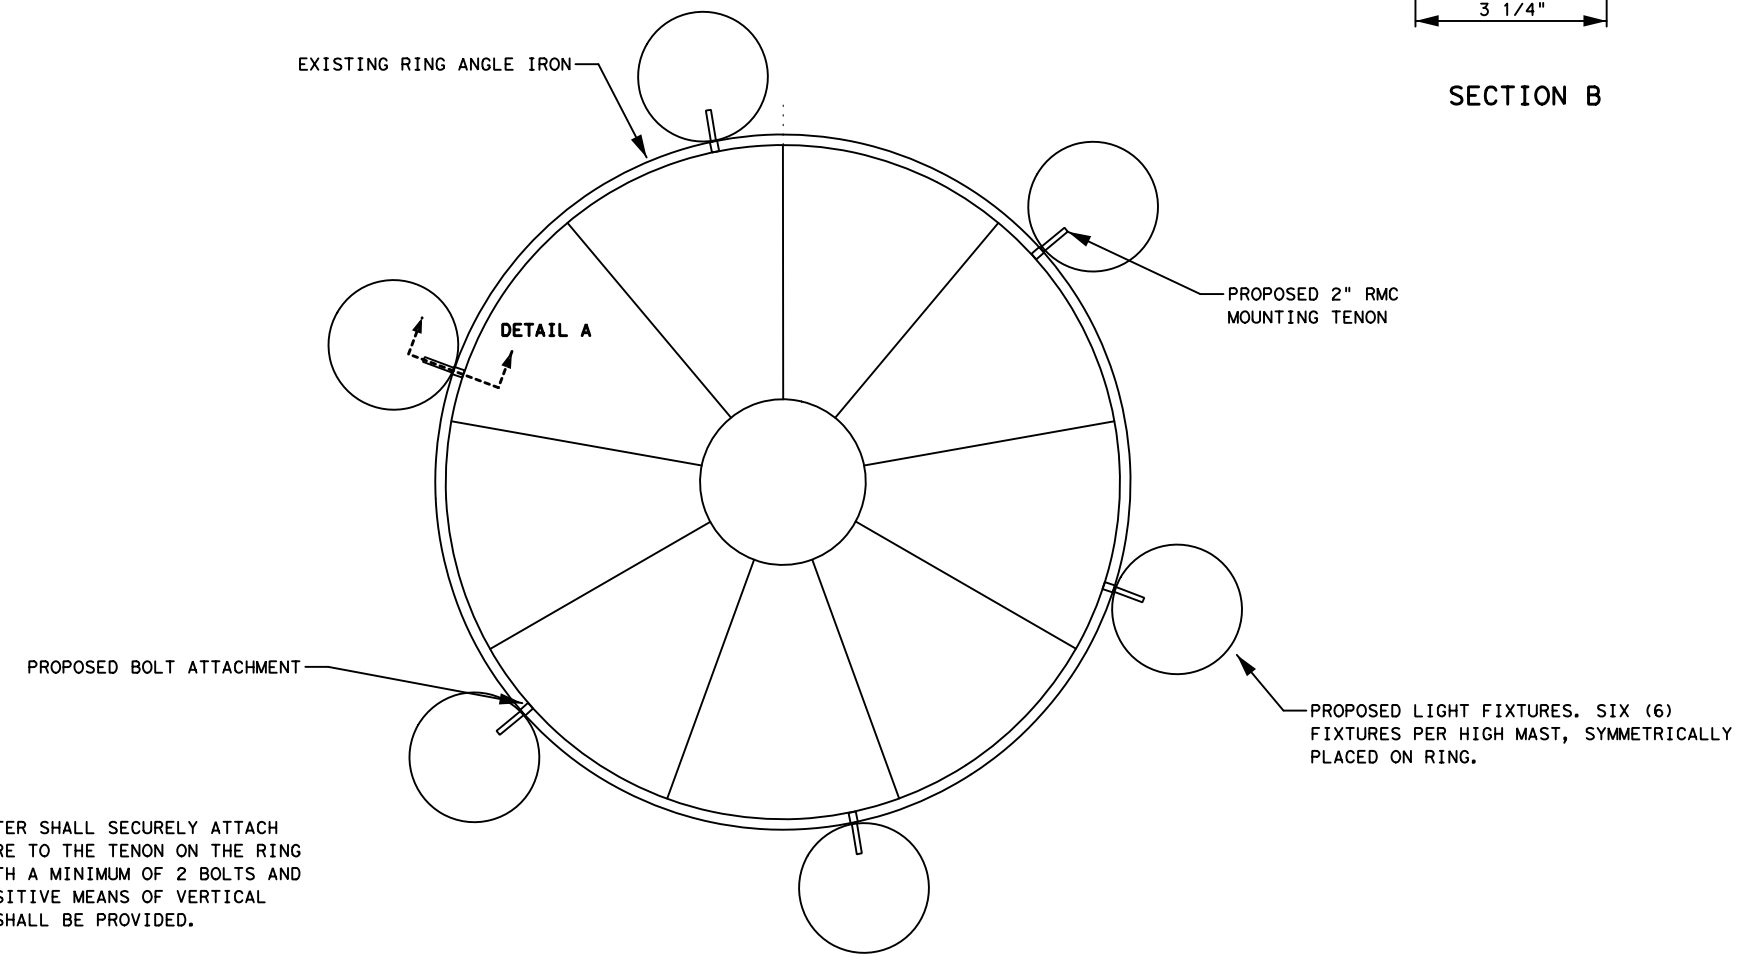 3 1/4"
EXISTING RING ANGLE IRON
SECTION B
PROPOSED 2" RMC
MOUNTING TENON
DETAIL A
PROPOSED BOLT ATTACHMENT
PROPOSED LIGHT FIXTURES. SIX (6)
FIXTURES PER HIGH MAST, SYMMETRICALLY
PLACED ON RING.
SHALL SECURELY ATTACH
TO THE TENON ON THE RING
A MINIMUM OF 2 BOLTS AND
MEANS OF VERTICAL
SHALL BE PROVIDED.